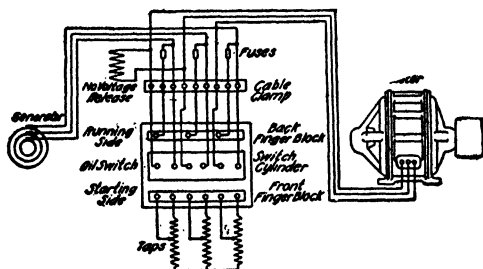 Fuses
No Voltage
Release
Cable
Clamp
Generator
Running
Side
Back
Finger Block
Oil Switch
Switch
Cylinder
Starting
Side
Front
Finger Block
Taps